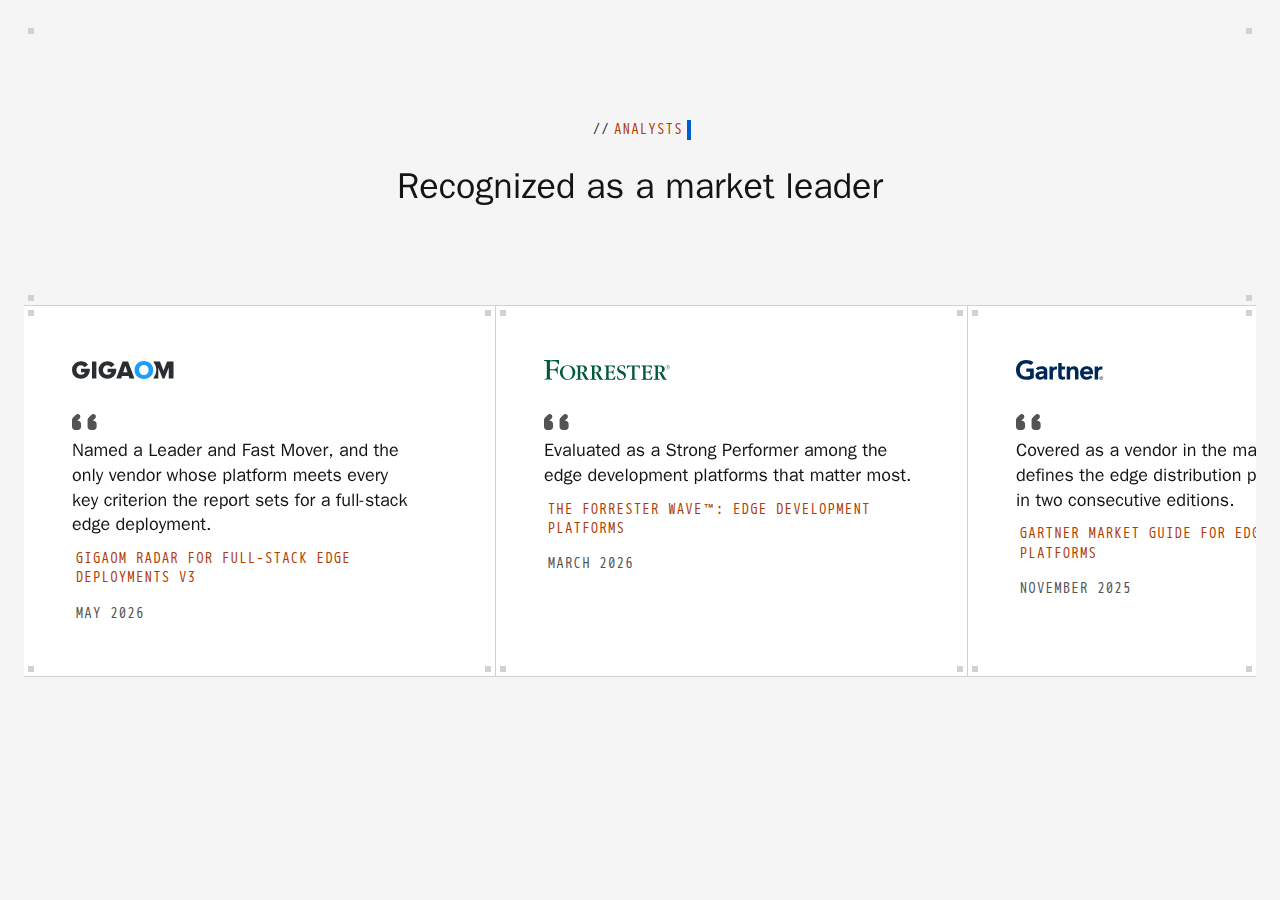 // ANALYSTS
Recognized as a market leader
GIGAOM
Named a Leader and Fast Mover, and the
only vendor whose platform meets every
key criterion the report sets for a full-stack
edge deployment.
GIGAOM RADAR FOR FULL-STACK EDGE
DEPLOYMENTS V3
MAY 2026
FORRESTER®
Evaluated as a Strong Performer among the
edge development platforms that matter most.
THE FORRESTER WAVE™: EDGE DEVELOPMENT
PLATFORMS
MARCH 2026
Gartner®
Covered as a vendor in the
defines the edge distribution
in two consecutive editions.
GARTNER MARKET GUIDE FOR
PLATFORMS
NOVEMBER 2025